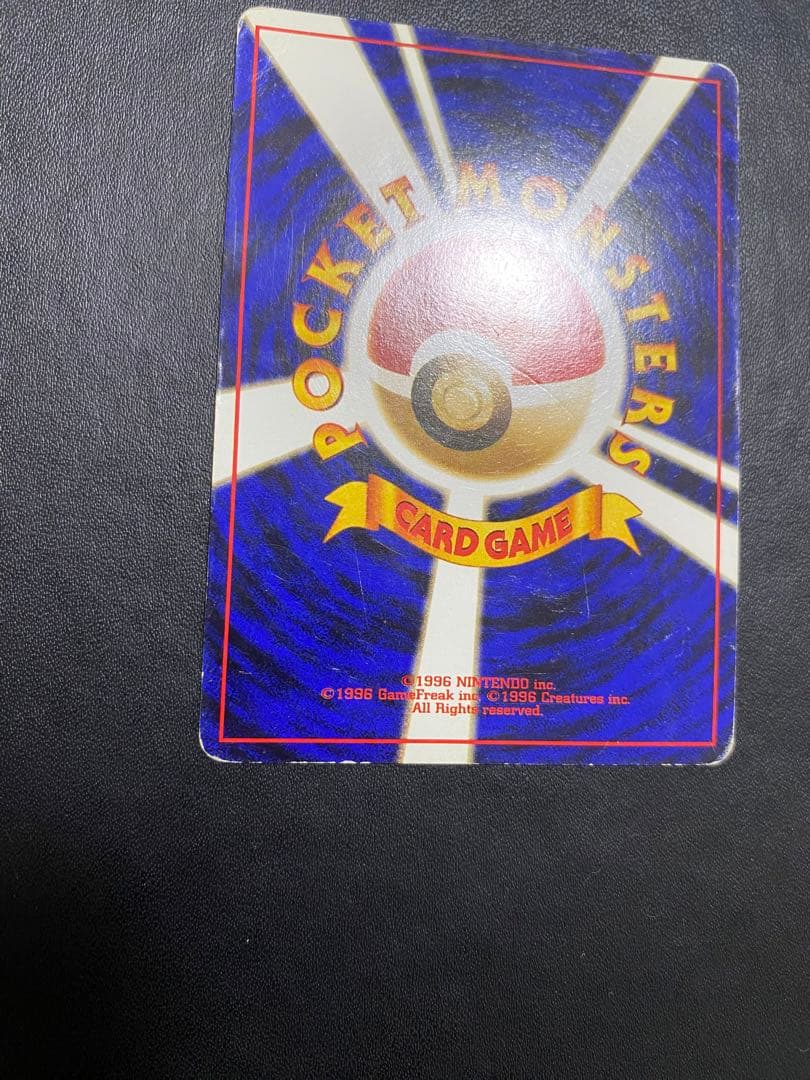 POCKET MONSTERS
CARD GAME
©1996 NINTENDO inc.
©1996 GameFreak inc. ©1996 Creatures inc.
All Rights reserved.